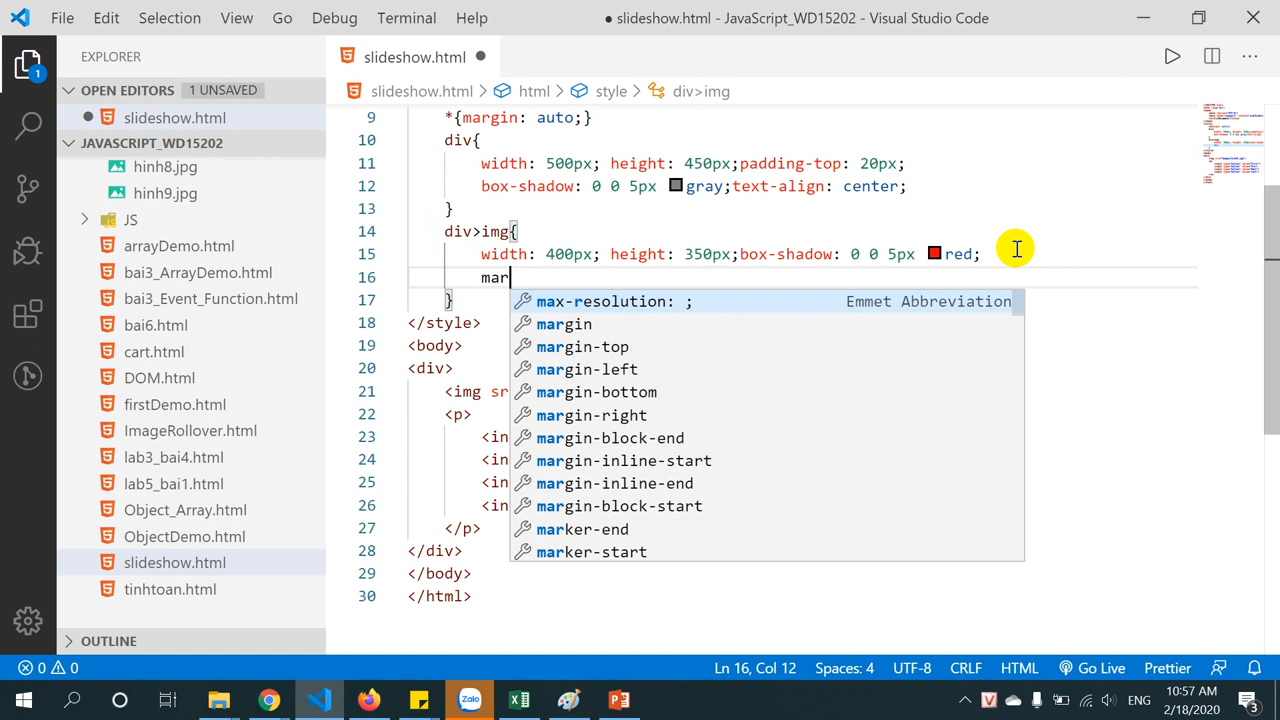 File Edit Selection View Go Debug Terminal Help ● slideshow.html - JavaScript_WD15202 - Visual Studio Code
EXPLORER
OPEN EDITORS 1 UNSAVED
● slideshow.html
JAVASCRIPT_WD15202
hinh8.jpg
hinh9.jpg
JS
arrayDemo.html
bai3_ArrayDemo.html
bai3_Event_Function.html
bai6.html
cart.html
DOM.html
firstDemo.html
ImageRollover.html
lab3_bai4.html
lab5_bai1.html
Object_Array.html
ObjectDemo.html
slideshow.html
tinhtoan.html
OUTLINE
1
slideshow.html ●
slideshow.html > html > style > div>img
9 *{margin: auto;}
10 div{
11 width: 500px; height: 450px;padding-top: 20px;
12 box-shadow: 0 0 5px gray;text-align: center;
13 }
14 div>img{
15 width: 400px; height: 350px;box-shadow: 0 0 5px red;
16 mar
17 }
18 </style>
19 <body>
20 <div>
21 <img sr
22 <p>
23 <in
24 <in
25 <in
26 <in
27 </p>
28 </div>
29 </body>
30 </html>
max-resolution: ; Emmet Abbreviation
margin
margin-top
margin-left
margin-bottom
margin-right
margin-block-end
margin-inline-start
margin-inline-end
margin-block-start
marker-end
marker-start
0 0 Ln 16, Col 12 Spaces: 4 UTF-8 CRLF HTML Go Live Prettier
Zalo
ENG
10:57 AM
2/18/2020
3